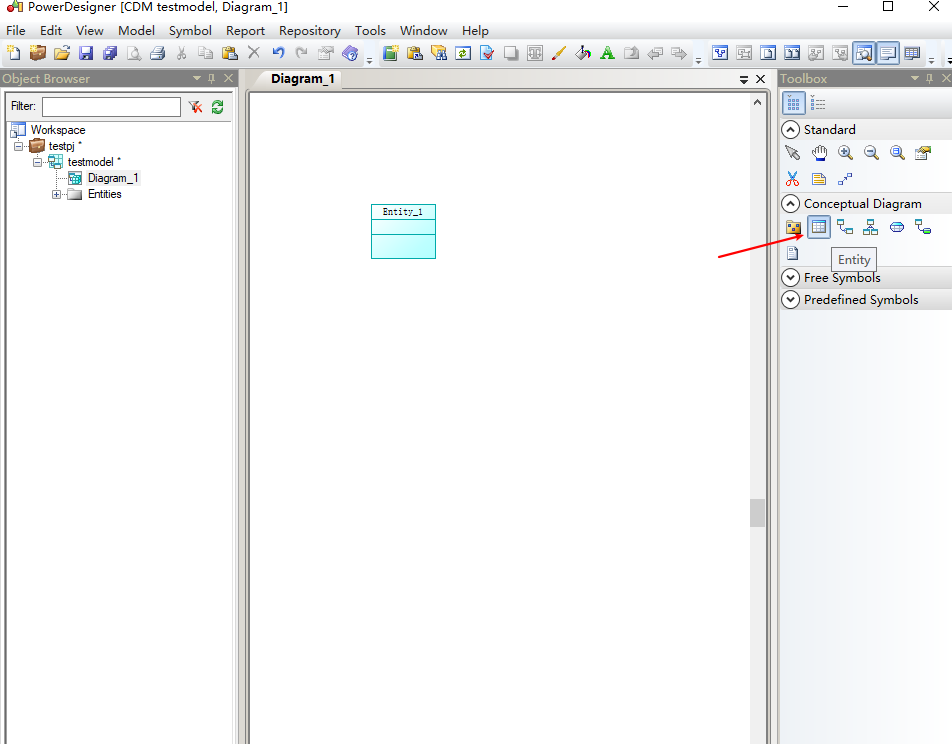 PowerDesigner [CDM testmodel, Diagram_1]
File Edit View Model Symbol Report Repository Tools Window Help
Object Browser
Filter:
Workspace
testpj *
testmodel *
Diagram_1
Entities
Diagram_1
Entity_1
Toolbox
Standard
Conceptual Diagram
Entity
Free Symbols
Predefined Symbols